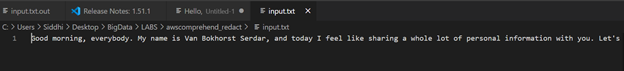 input.txt.out Release Notes: 1.51.1 Hello, Untitled-1 input.txt
C: > Users > Siddhi > Desktop > BigData > LABS > awscomprehend_redact > input.txt
1 Good morning, everybody. My name is Van Bokhorst Serdar, and today I feel like sharing a whole lot of personal information with you. Let's